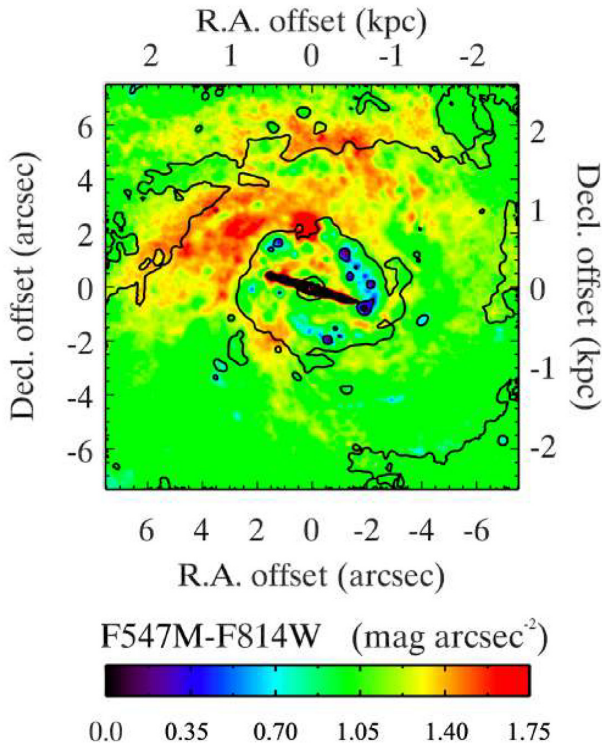 R.A. offset (kpc)
2 1 0 -1 -2
Decl. offset (arcsec)
6
4
2
0
-2
-4
-6
2
1
0
-1
-2
Decl. offset (kpc)
6 4 2 0 -2 -4 -6
R.A. offset (arcsec)
F547M-F814W (mag arcsec-2)
0.0 0.35 0.70 1.05 1.40 1.75